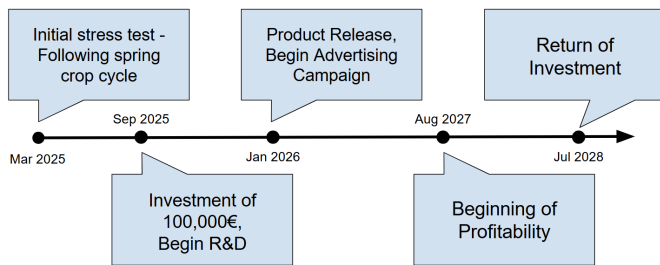 Initial stress test -
Following spring
crop cycle
Product Release,
Begin Advertising
Campaign
Return of
Investment
Sep 2025
Aug 2027
Mar 2025
Jan 2026
Jul 2028
Investment of
100,000€,
Begin R&D
Beginning of
Profitability